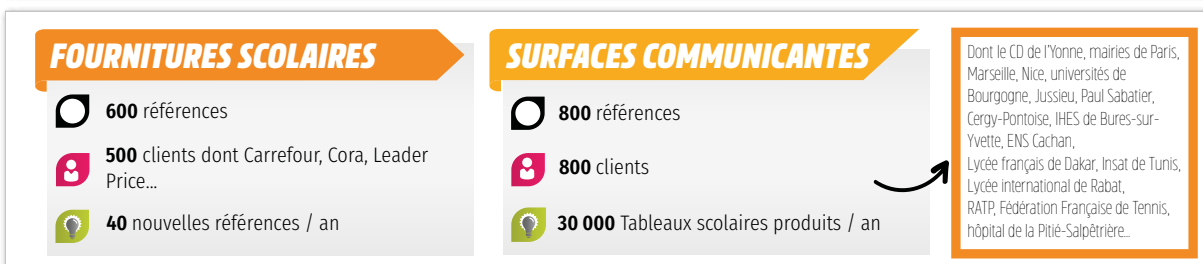 FOURNITURES SCOLAIRES
600 références
500 clients dont Carrefour, Cora, Leader
Price...
40 nouvelles références / an
SURFACES COMMUNICANTES
800 références
800 clients
30 000 Tableaux scolaires produits / an
Dont le CD de l'Yonne, mairies de Paris,
Marseille, Nice, universités de
Bourgogne, Jussieu, Paul Sabatier,
Cergy-Pontoise, IHES de Bures-sur-
Yvette, ENS Cachan,
Lycée français de Dakar, Insat de Tunis,
Lycée international de Rabat,
RATP, Fédération Française de Tennis,
hôpital de la Pitié-Salpêtrière...